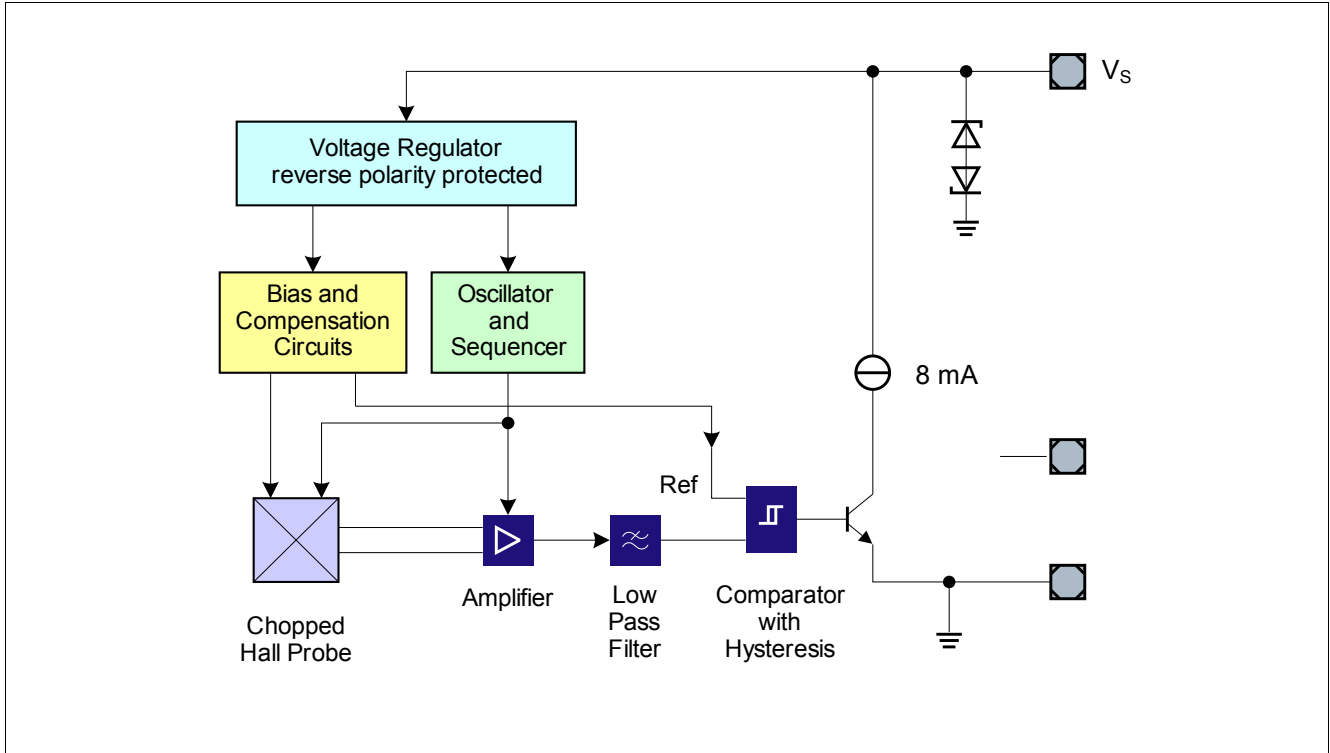 V_S
Voltage Regulator
reverse polarity protected
Bias and
Compensation
Circuits
Oscillator
and
Sequencer
8 mA
Ref
Amplifier
Low
Pass
Filter
Comparator
with
Hysteresis
Chopped
Hall Probe